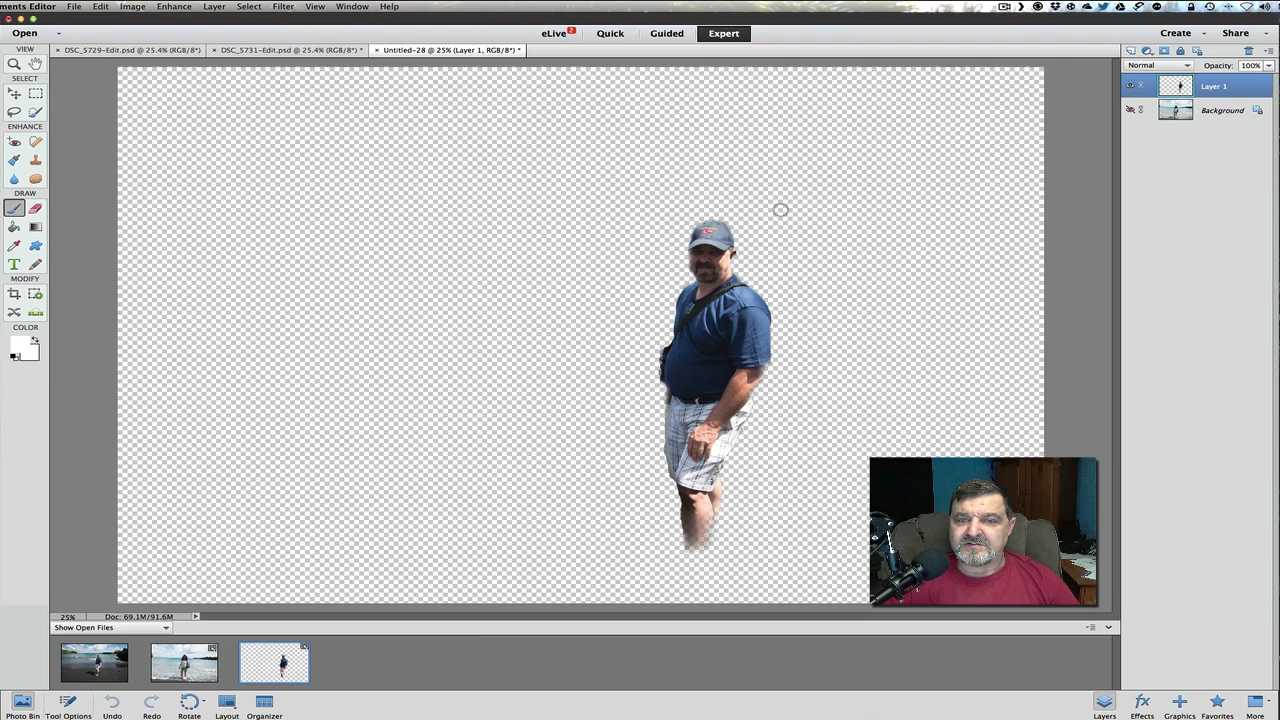 ments Editor File Edit Image Enhance Layer Select Filter View Window Help
Open eLive 2 Quick Guided Expert Create Share
VIEW × DSC_5729-Edit.psd @ 25.4% (RGB/8*) × DSC_5731-Edit.psd @ 25.4% (RGB/8*) * × Untitled-28 @ 25% (Layer 1, RGB/8*) *
Normal Opacity: 100%
SELECT
Layer 1
Background
ENHANCE
DRAW
T
MODIFY
COLOR
25% Doc: 69.1M/91.6M
Show Open Files
Photo Bin Tool Options Undo Redo Rotate Layout Organizer Layers Effects Graphics Favorites More